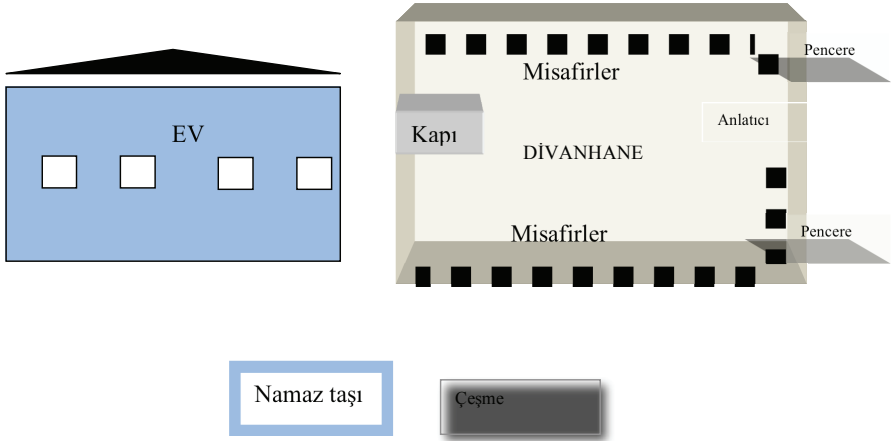 EV
Misafirler
Pencere
Kapı
Anlatıcı
DİVANHANE
Misafirler
Pencere
Namaz taşı
Çeşme